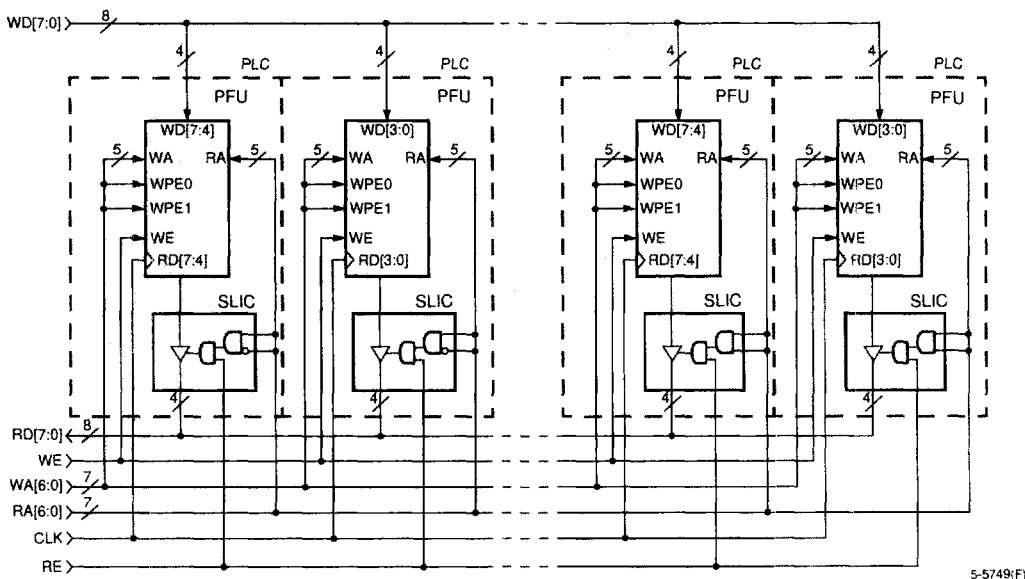 WD[7:0] 8
4 4 4 4
PLC PLC PLC PLC
PFU PFU PFU PFU
WD[7:4] WD[3:0] WD[7:4] WD[3:0]
5 WA RA 5 5 WA RA 5 5 WA RA 5 5 WA RA 5
WPE0 WPE0 WPE0 WPE0
WPE1 WPE1 WPE1 WPE1
WE WE WE WE
RD[7:4] RD[3:0] RD[7:4] RD[3:0]
SLIC SLIC SLIC SLIC
4 4 4 4
RD[7:0] 8
WE
WA[6:0] 7
RA[6:0] 7
CLK
RE
5-5749(F)